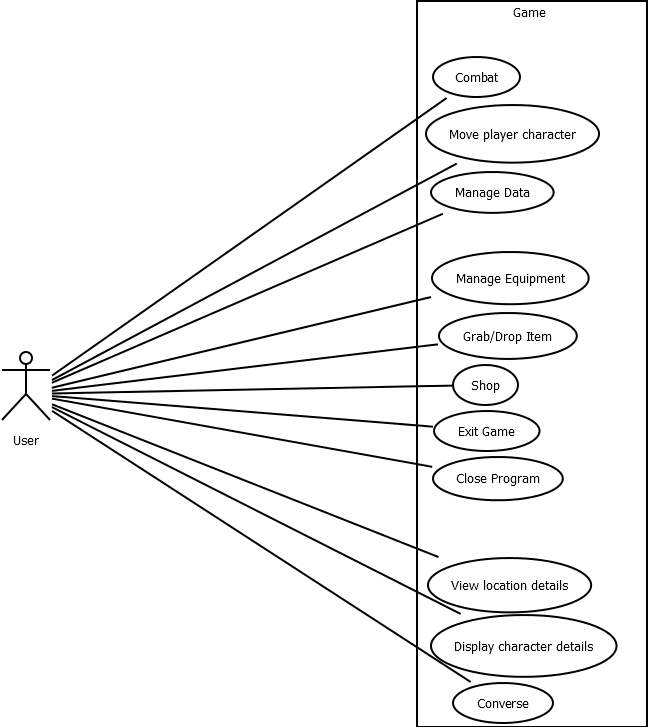 Game
Combat
Move player character
Manage Data
Manage Equipment
Grab/Drop Item
Shop
Exit Game
User
Close Program
View location details
Display character details
Converse